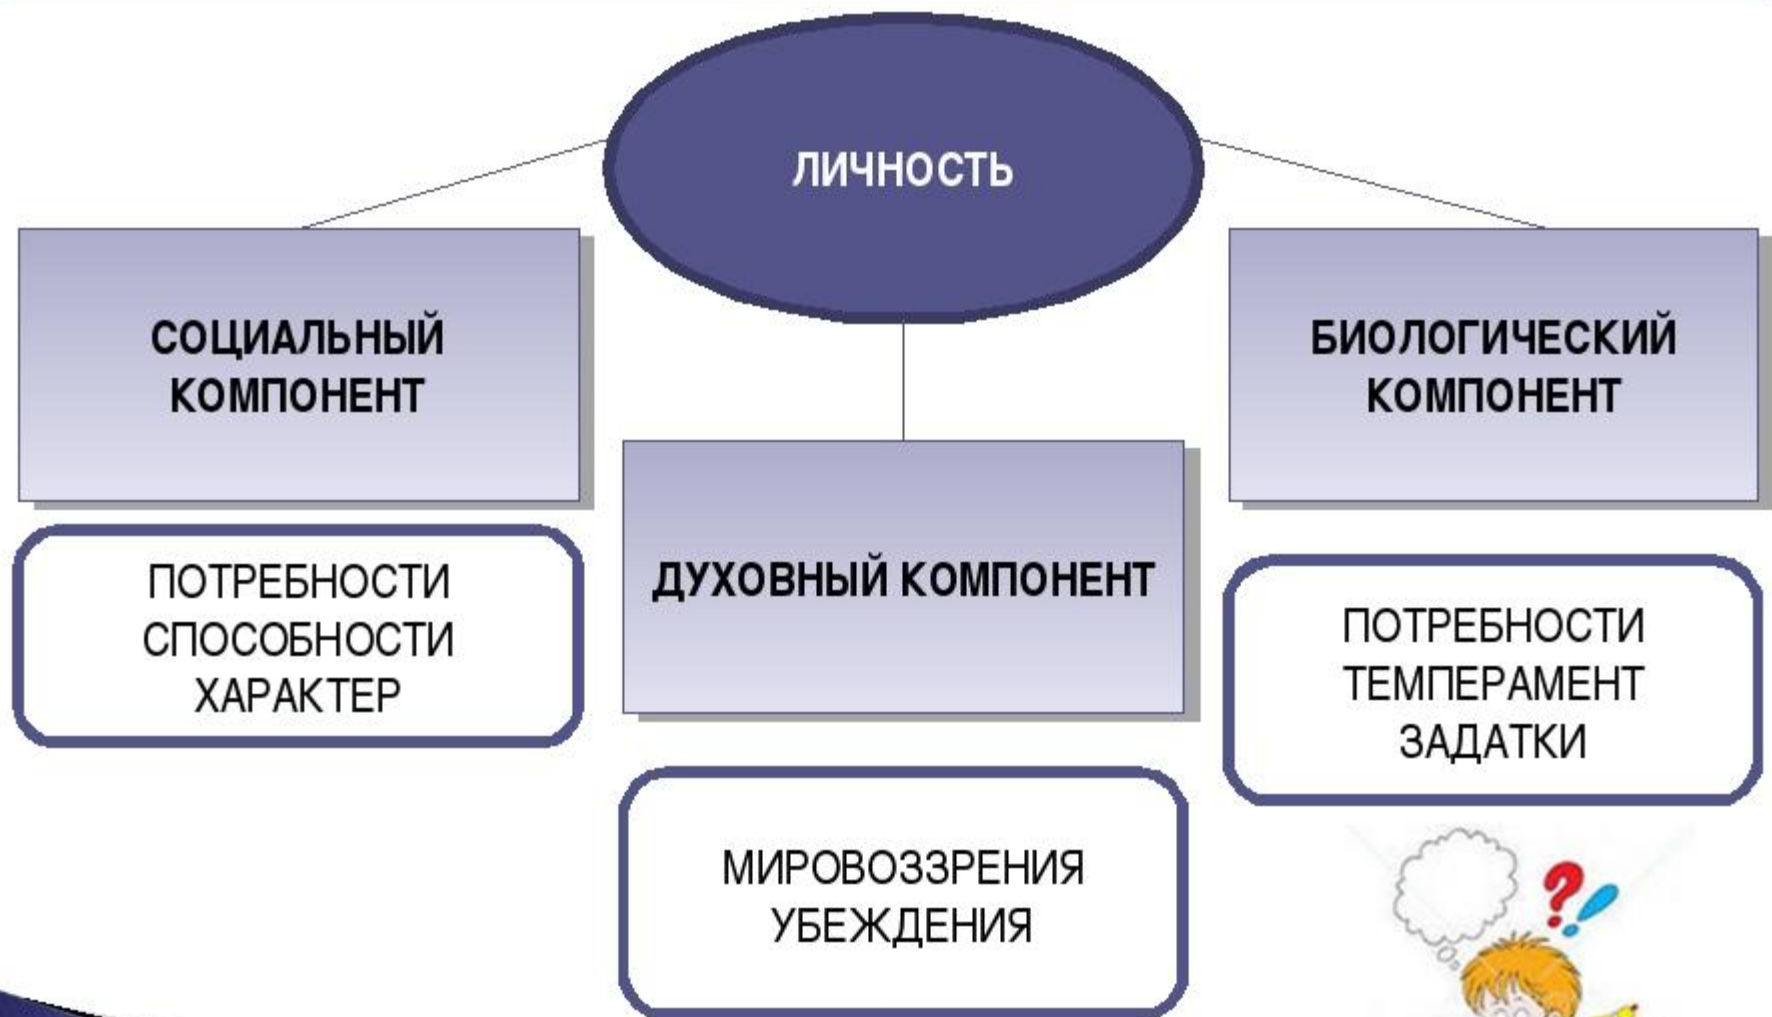 ЛИЧНОСТЬ
СОЦИАЛЬНЫЙ
КОМПОНЕНТ
ПОТРЕБНОСТИ
СПОСОБНОСТИ
ХАРАКТЕР
ДУХОВНЫЙ КОМПОНЕНТ
МИРОВОЗЗРЕНИЯ
УБЕЖДЕНИЯ
БИОЛОГИЧЕСКИЙ
КОМПОНЕНТ
ПОТРЕБНОСТИ
ТЕМПЕРАМЕНТ
ЗАДАТКИ
?!